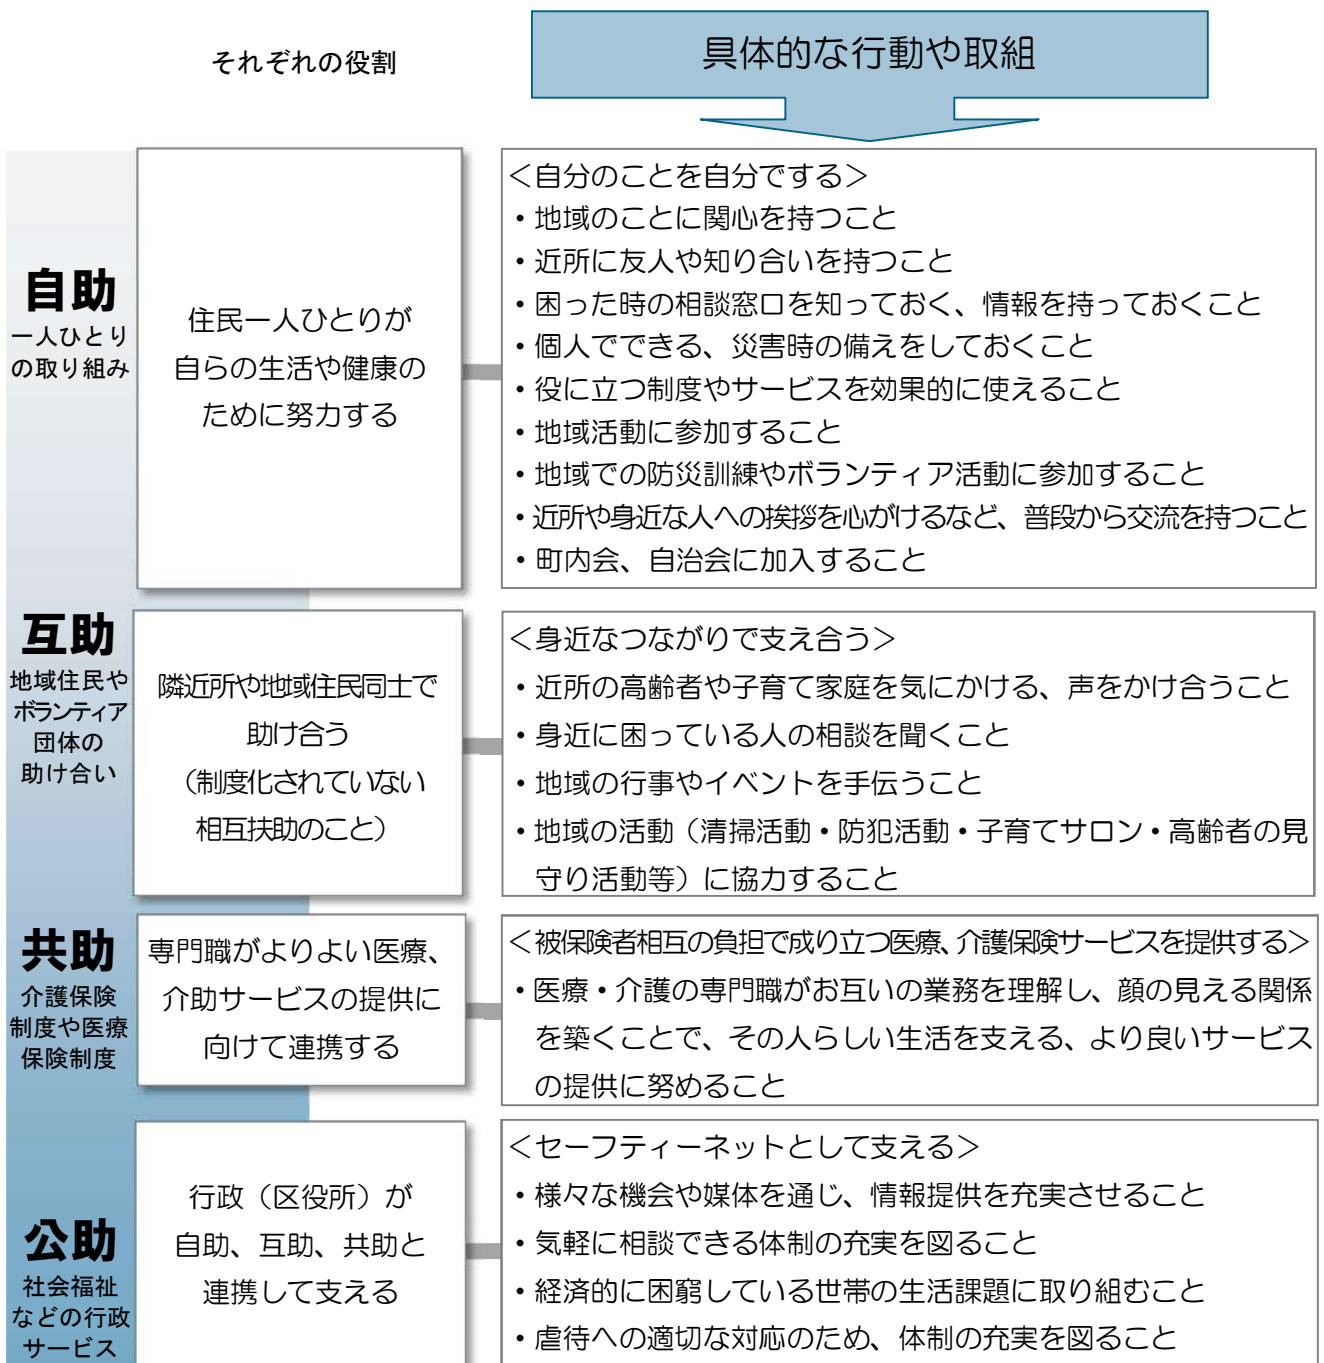 それぞれの役割
具体的な行動や取組
自助
一人ひとり
の取り組み
住民一人ひとりが
自らの生活や健康の
ために努力する
＜自分のことを自分でする＞
・地域のことに関心を持つこと
・近所に友人や知り合いを持つこと
・困った時の相談窓口を知っておく、情報を持っておくこと
・個人でできる、災害時の備えをしておくこと
・役に立つ制度やサービスを効果的に使えること
・地域活動に参加すること
・地域での防災訓練やボランティア活動に参加すること
・近所や身近な人への挨拶を心がけるなど、普段から交流を持つこと
・町内会、自治会に加入すること
互助
地域住民や
ボランティア
団体の
助け合い
隣近所や地域住民同士で
助け合う
（制度化されていない
相互扶助のこと）
＜身近なつながりで支え合う＞
・近所の高齢者や子育て家庭を気にかける、声をかけ合うこと
・身近に困っている人の相談を聞くこと
・地域の行事やイベントを手伝うこと
・地域の活動（清掃活動・防犯活動・子育てサロン・高齢者の見
守り活動等）に協力すること
共助
介護保険
制度や医療
保険制度
専門職がよりよい医療、
介助サービスの提供に
向けて連携する
＜被保険者相互の負担で成り立つ医療、介護保険サービスを提供する＞
・医療・介護の専門職がお互いの業務を理解し、顔の見える関係
を築くことで、その人らしい生活を支える、より良いサービス
の提供に努めること
公助
社会福祉
などの行政
サービス
行政（区役所）が
自助、互助、共助と
連携して支える
＜セーフティーネットとして支える＞
・様々な機会や媒体を通じ、情報提供を充実させること
・気軽に相談できる体制の充実を図ること
・経済的に困窮している世帯の生活課題に取り組むこと
・虐待への適切な対応のため、体制の充実を図ること